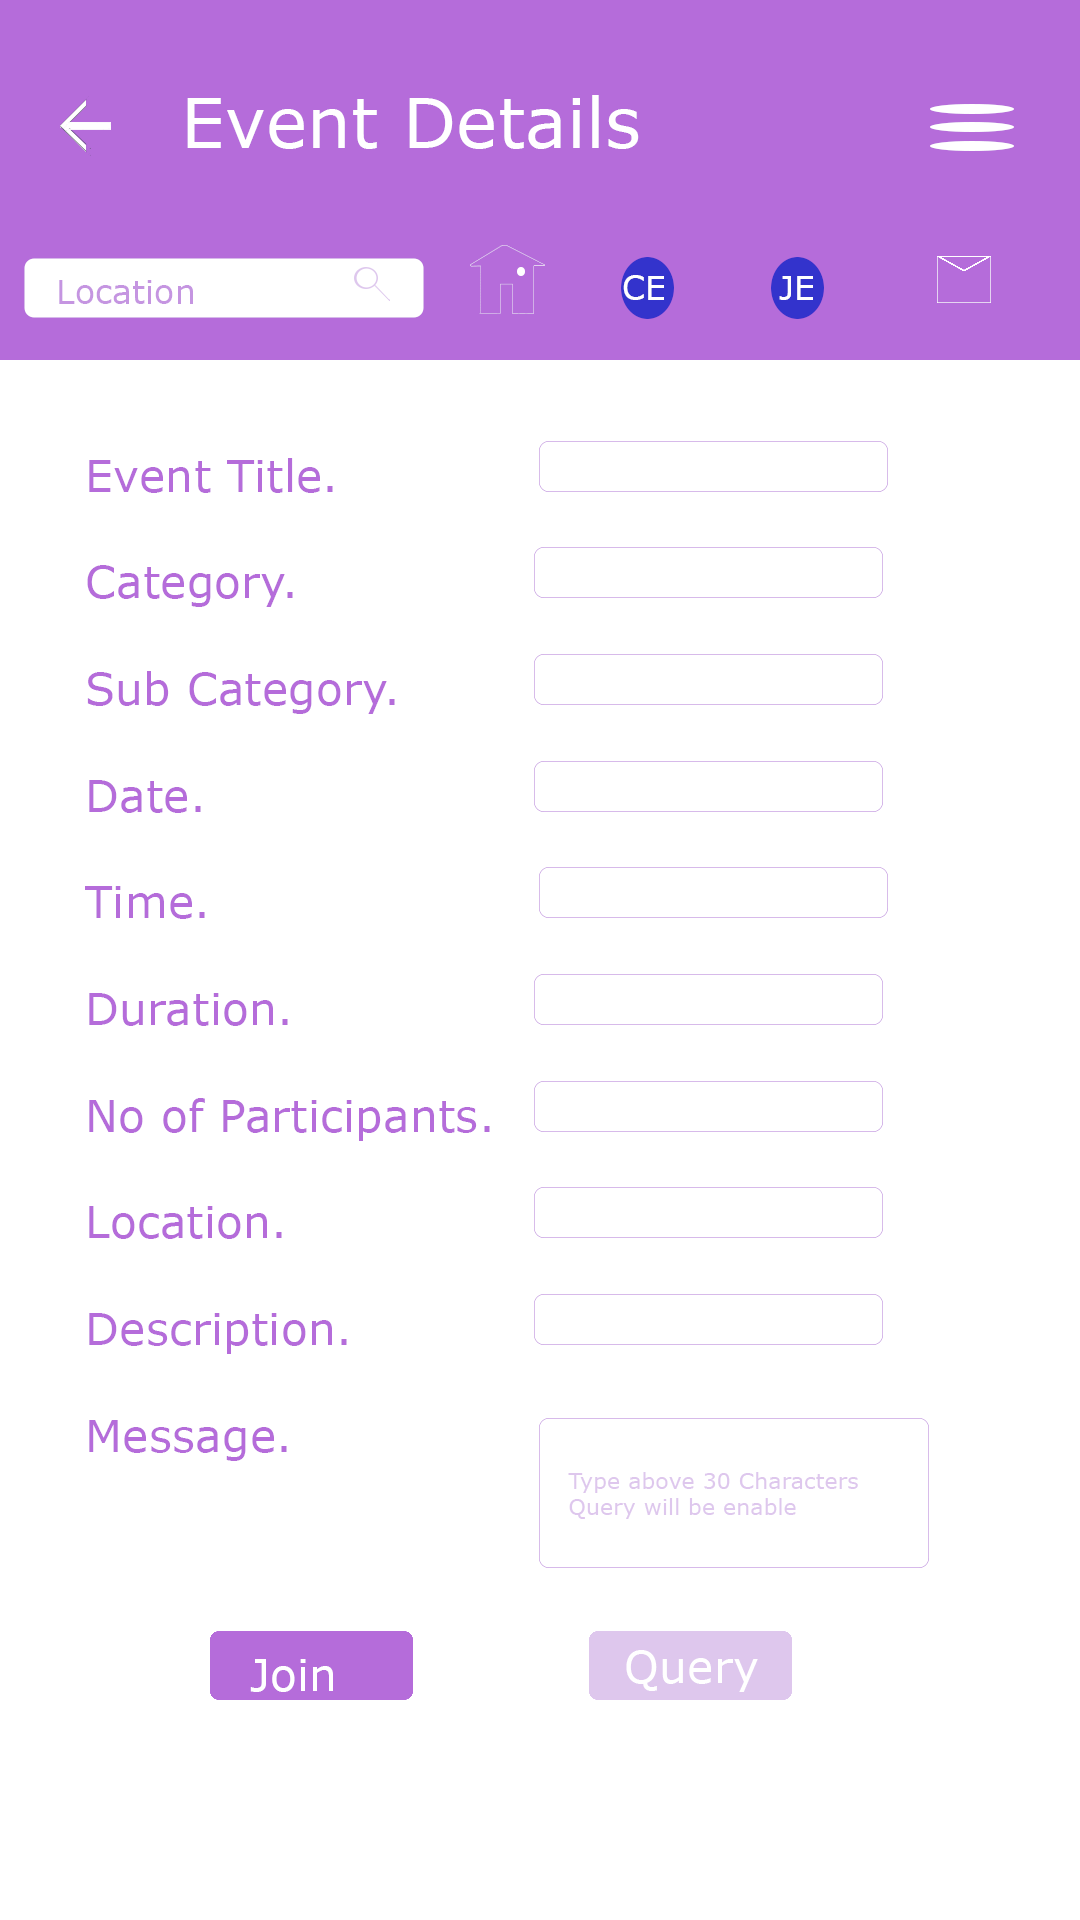 Event Details
Location
CE
JE
Event Title.
Category.
Sub Category.
Date.
Time.
Duration.
No of Participants.
Location.
Description.
Message.
Type above 30 Characters
Query will be enable
Join
Query